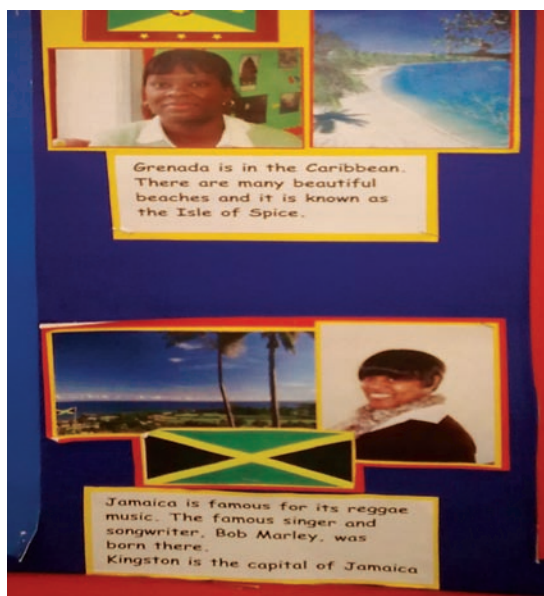 Grenada is in the Caribbean.
There are many beautiful
beaches and it is known as
the Isle of Spice.
Jamaica is famous for its reggae
music. The famous singer and
songwriter, Bob Marley, was
born there.
Kingston is the capital of Jamaica